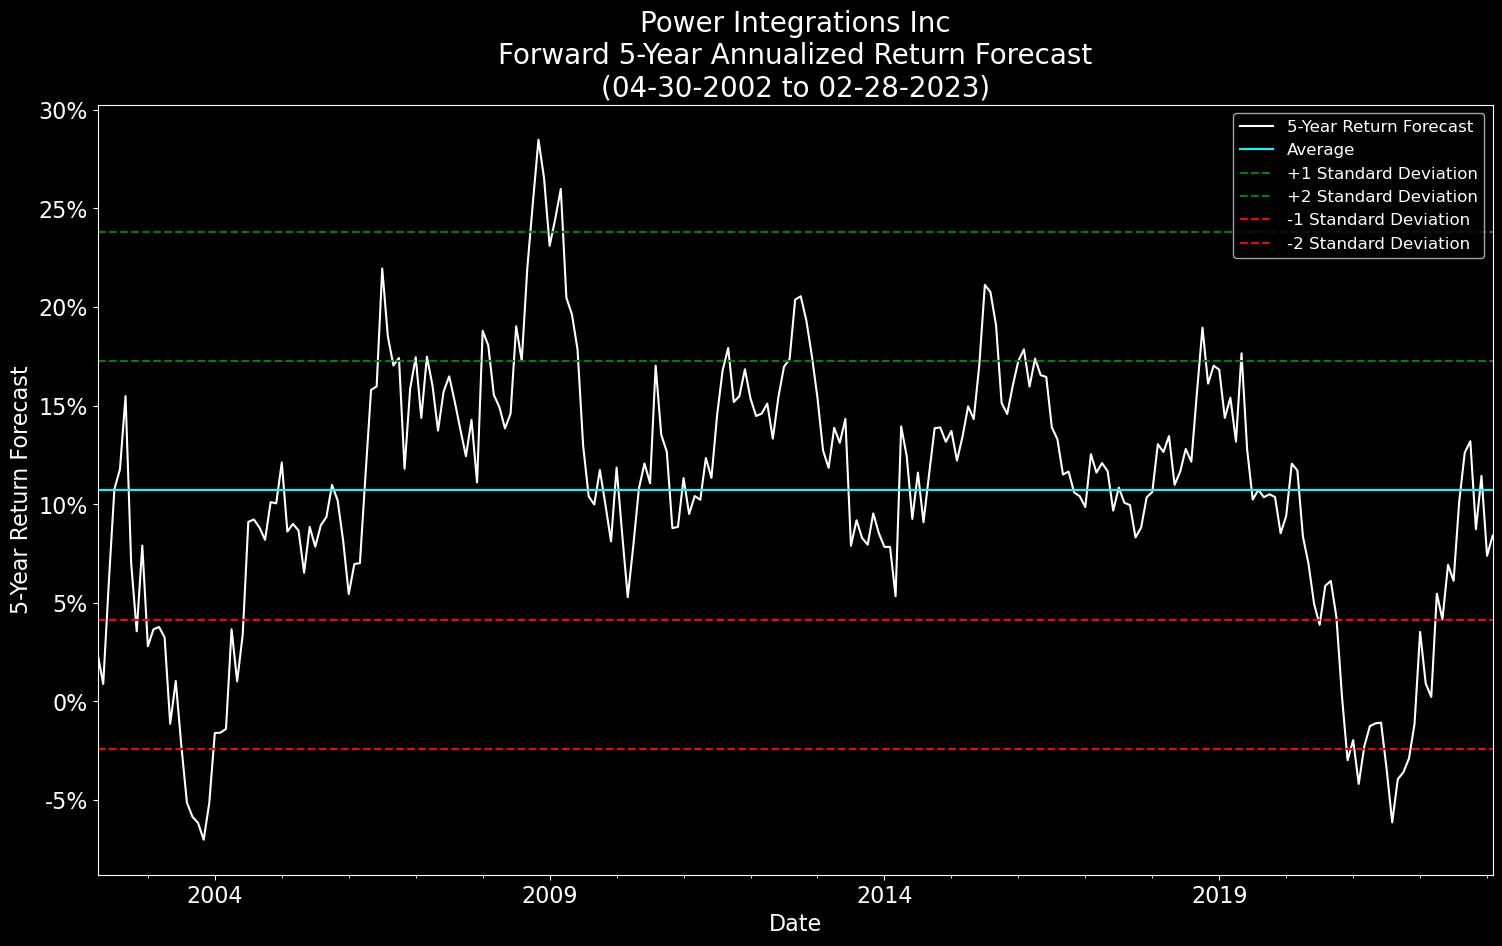 Power Integrations Inc
Forward 5-Year Annualized Return Forecast
(04-30-2002 to 02-28-2023)
30%
25%
20%
15%
10%
5%
0%
-5%
5-Year Return Forecast
5-Year Return Forecast
Average
+1 Standard Deviation
+2 Standard Deviation
-1 Standard Deviation
-2 Standard Deviation
2004
2009
2014
2019
Date